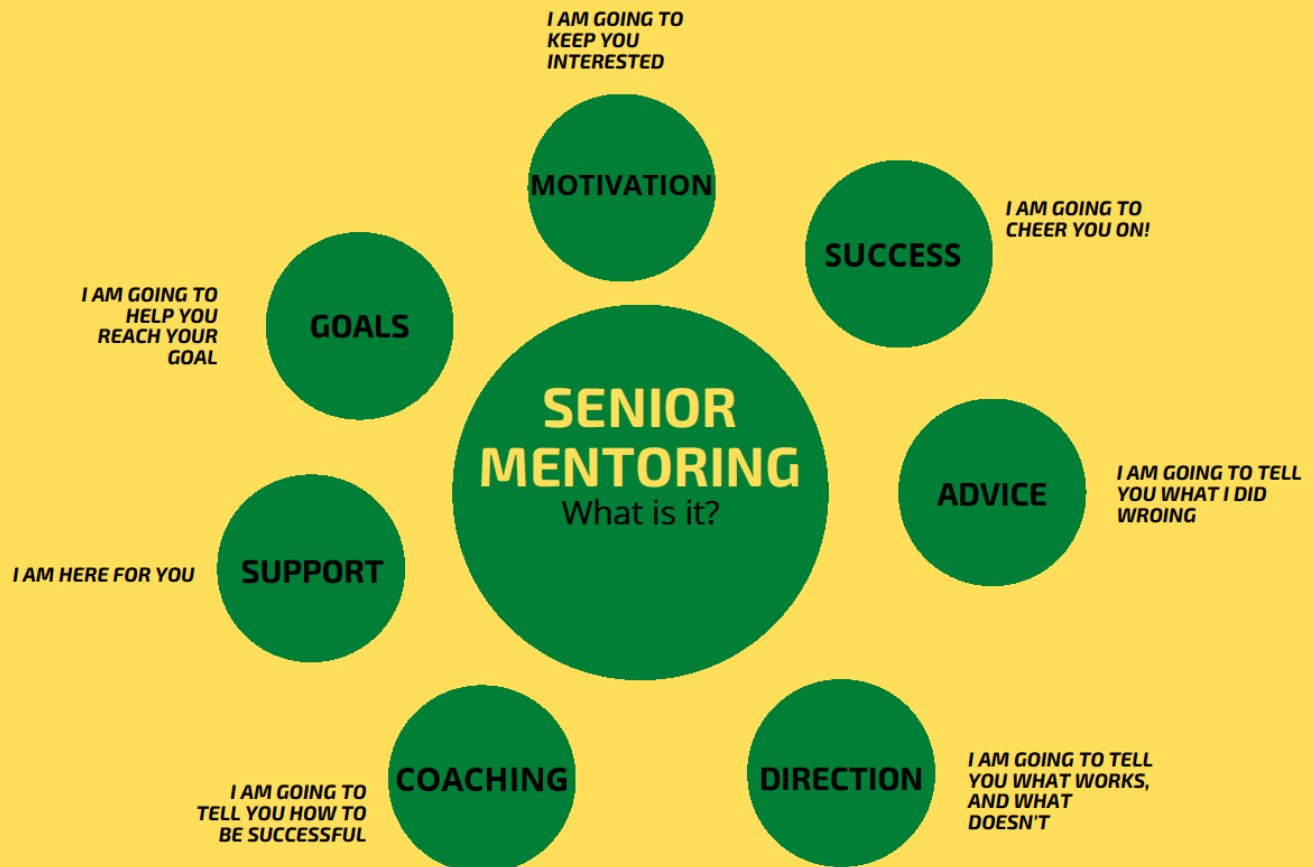 I AM GOING TO
KEEP YOU
INTERESTED
MOTIVATION
SUCCESS
I AM GOING TO
CHEER YOU ON!
I AM GOING TO
HELP YOU
REACH YOUR
GOAL
GOALS
SENIOR
MENTORING
What is it?
ADVICE
I AM GOING TO TELL
YOU WHAT I DID
WROING
I AM HERE FOR YOU
SUPPORT
I AM GOING TO
TELL YOU HOW TO
BE SUCCESSFUL
COACHING
DIRECTION
I AM GOING TO TELL
YOU WHAT WORKS,
AND WHAT
DOESN'T